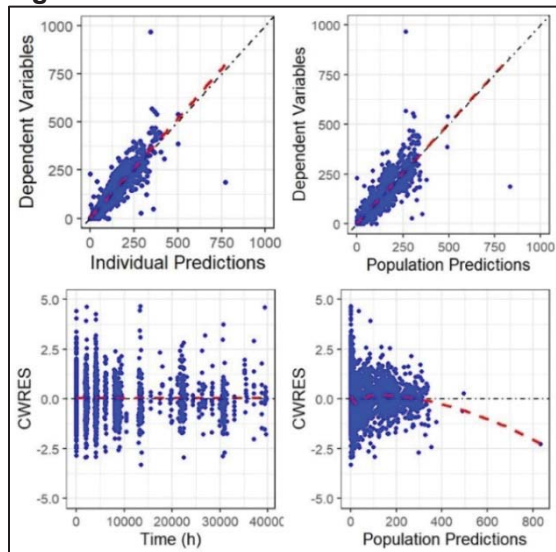 1000
750
500
250
0
Dependent Variables
0 250 500 750 1000
Individual Predictions
1000
750
500
250
0
Dependent Variables
0 250 500 750 1000
Population Predictions
5.0
2.5
0.0
-2.5
-5.0
CWRES
0 10000 20000 30000
Time (h)
5.0
2.5
0.0
-2.5
-5.0
CWRES
0 200 400 600 800
Population Predictions